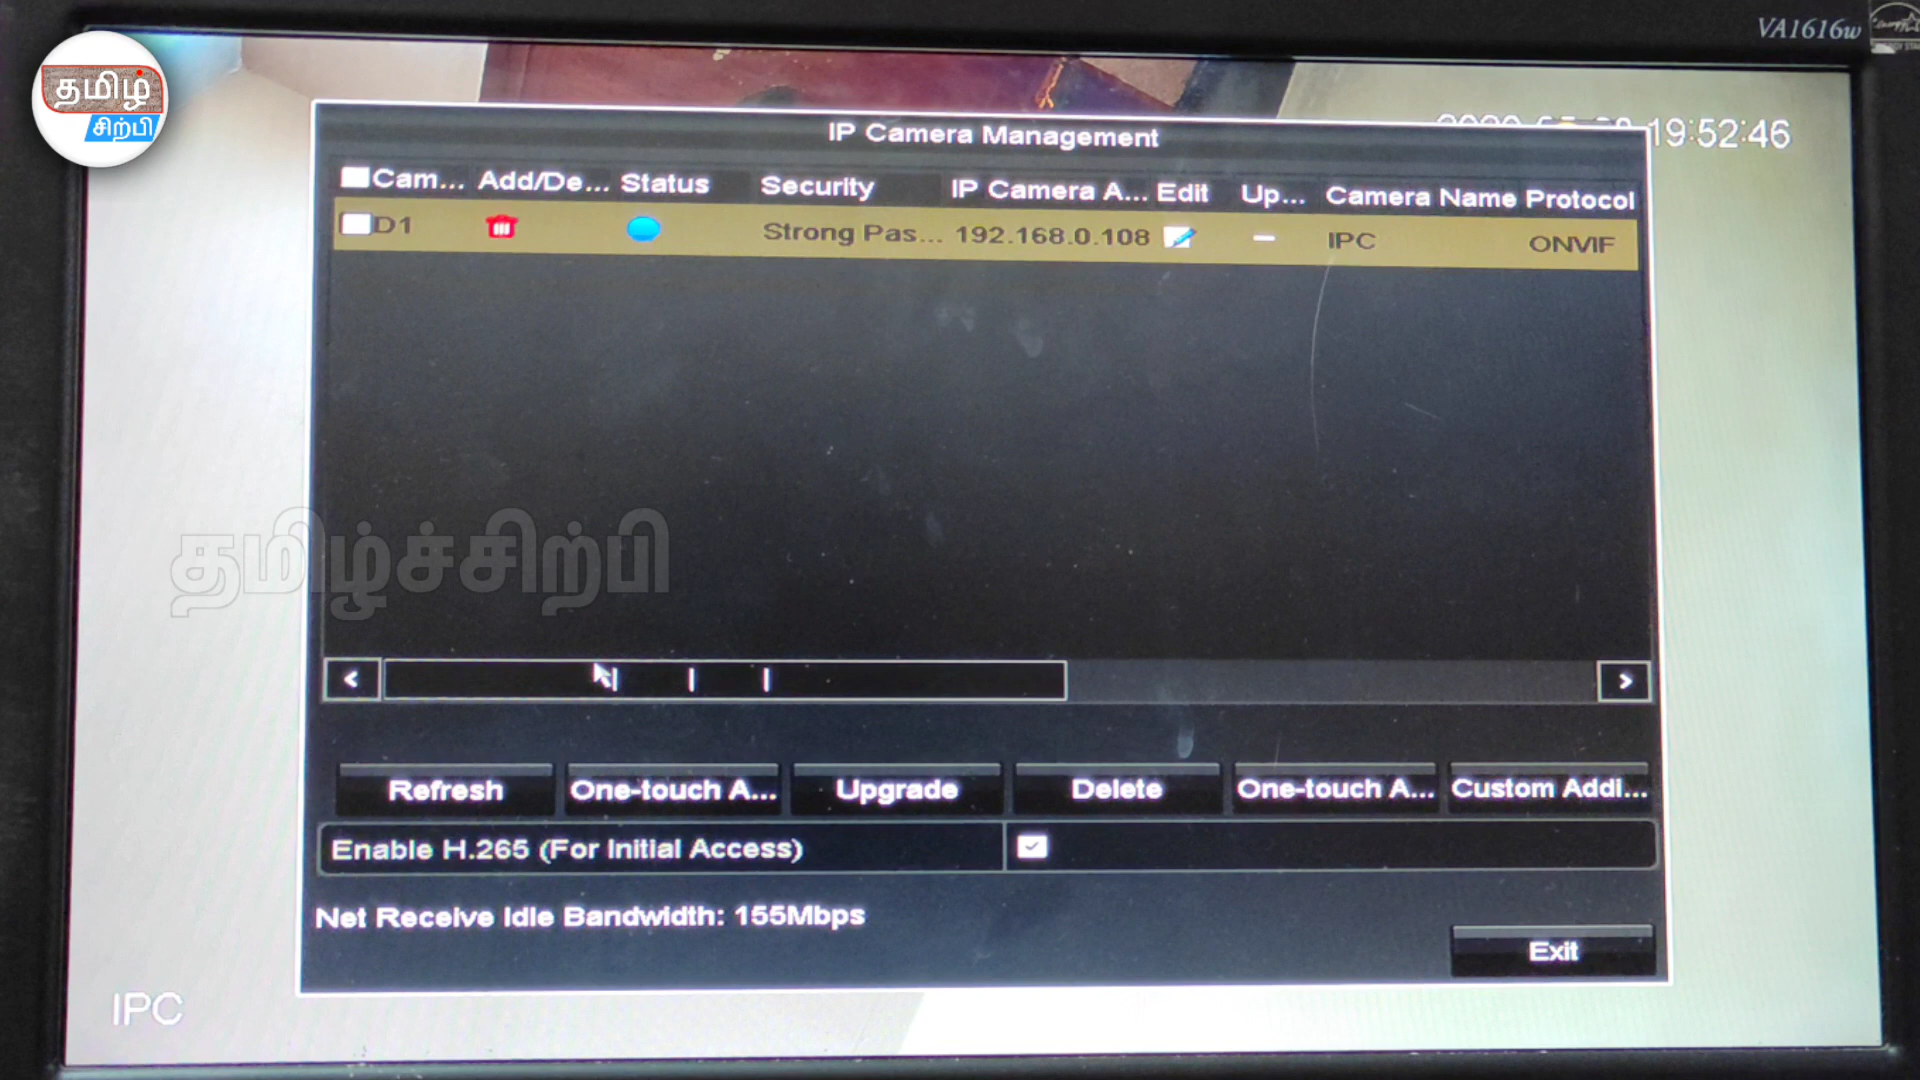 VA1616w
தமிழ்
சிற்பி
19:52:46
IP Camera Management
Cam... Add/De... Status Security IP Camera A... Edit Up... Camera Name Protocol
D1 Strong Pas... 192.168.0.108 – IPC ONVIF
தமிழ்ச்சிற்பி
< >
Refresh One-touch A... Upgrade Delete One-touch A... Custom Addi...
Enable H.265 (For Initial Access)
Net Receive Idle Bandwidth: 155Mbps
Exit
IPC